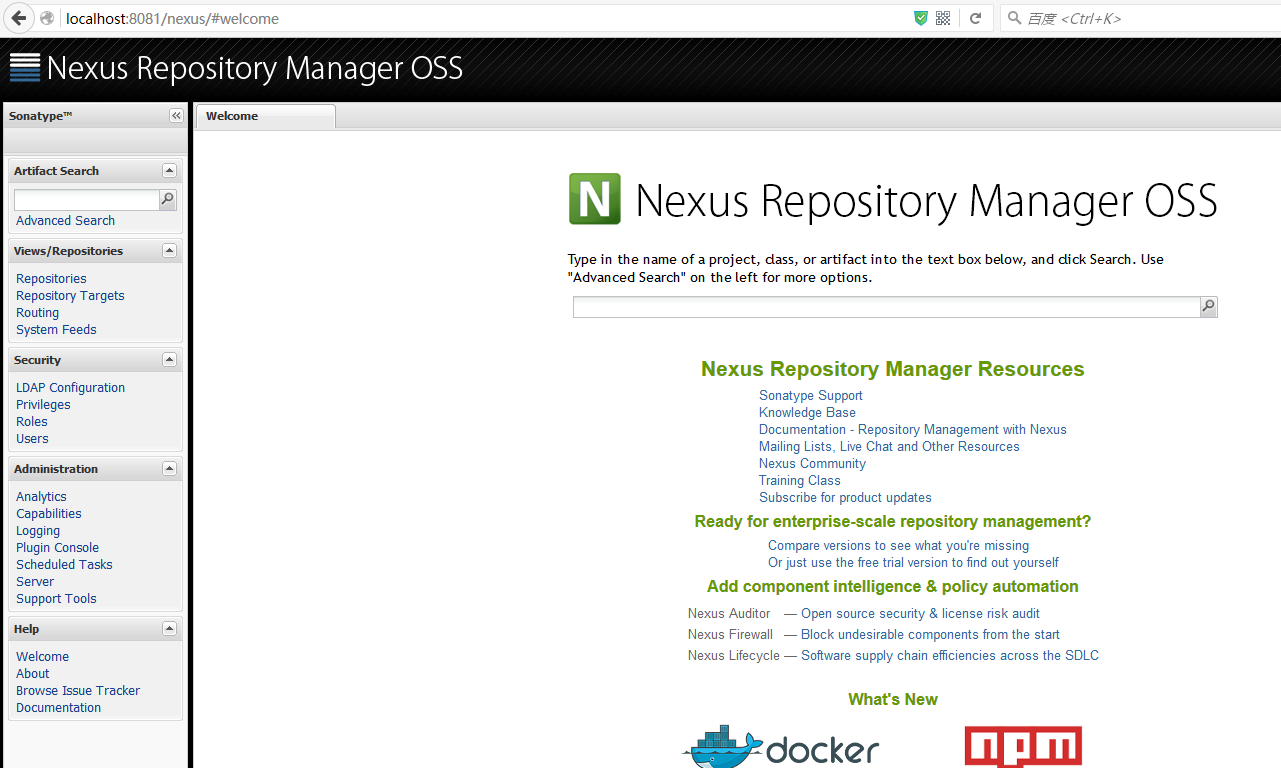 localhost:8081/nexus/#welcome
百度 <Ctrl+K>
Nexus Repository Manager OSS
Sonatype™
Artifact Search
Advanced Search
Views/Repositories
Repositories
Repository Targets
Routing
System Feeds
Security
LDAP Configuration
Privileges
Roles
Users
Administration
Analytics
Capabilities
Logging
Plugin Console
Scheduled Tasks
Server
Support Tools
Help
Welcome
About
Browse Issue Tracker
Documentation
Welcome
N Nexus Repository Manager OSS
Type in the name of a project, class, or artifact into the text box below, and click Search. Use
"Advanced Search" on the left for more options.
Nexus Repository Manager Resources
Sonatype Support
Knowledge Base
Documentation - Repository Management with Nexus
Mailing Lists, Live Chat and Other Resources
Nexus Community
Training Class
Subscribe for product updates
Ready for enterprise-scale repository management?
Compare versions to see what you're missing
Or just use the free trial version to find out yourself
Add component intelligence & policy automation
Nexus Auditor — Open source security & license risk audit
Nexus Firewall — Block undesirable components from the start
Nexus Lifecycle — Software supply chain efficiencies across the SDLC
What's New
docker npm